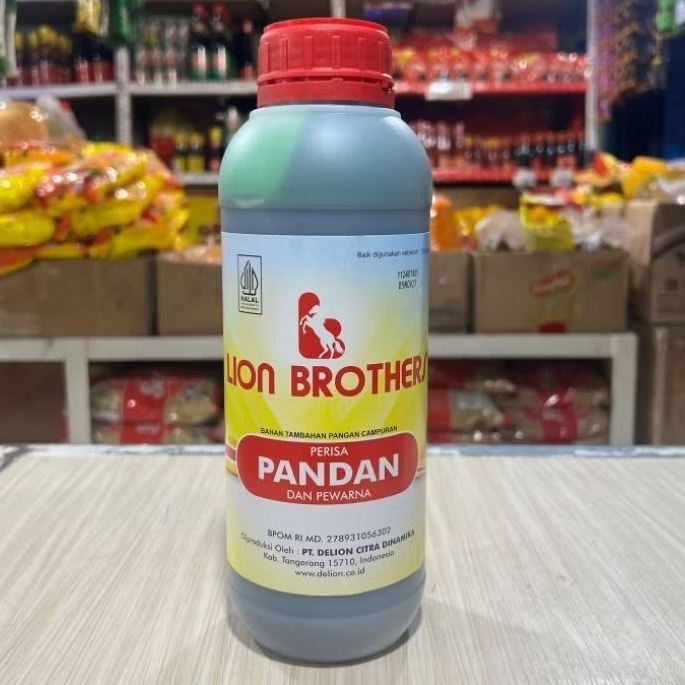 Baik digunakan sebelum
HALAL
LION BROTHERS
BAHAN TAMBAHAN PANGAN CAMPURAN
PERISA
PANDAN
DAN PEWARNA
BPOM RI MD. 278931056302
Diproduksi Oleh : PT. DELION CITRA DINAMIKA
Kab. Tangerang 15710, Indonesia
www.delion.co.id